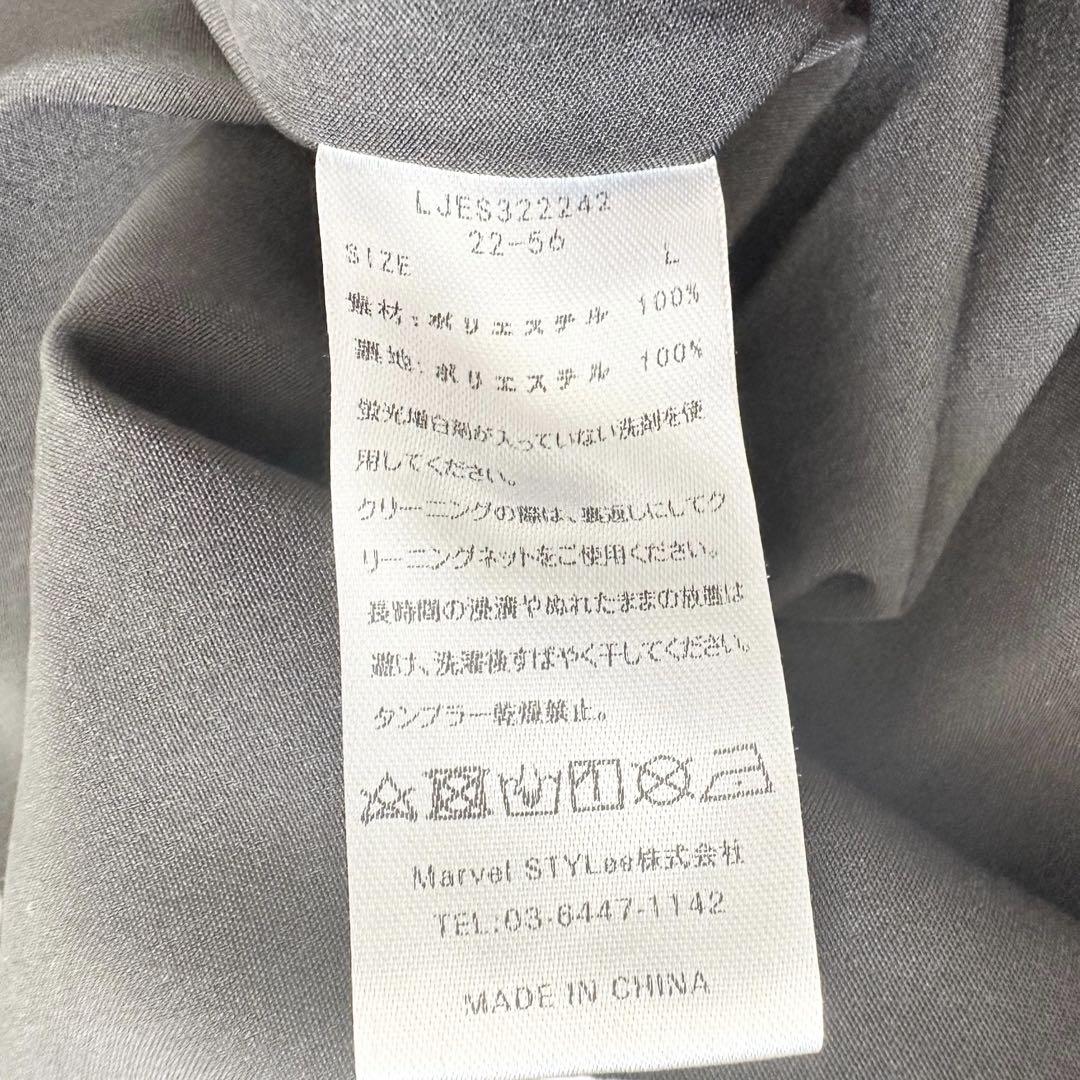 LJES322242
22-56
SIZE L
素材:ポリエステル 100%
裏地:ポリエステル 100%
蛍光増白剤が入っていない洗剤を使
用してください。
クリーニングの際は、裏返しにしてク
リーニングネットをご使用ください。
長時間の浸漬やぬれたままの放置は
避け、洗濯後すばやく干してください。
タンブラー乾燥禁止。
Marvel STYLee株式会社
TEL:03-6447-1142
MADE IN CHINA